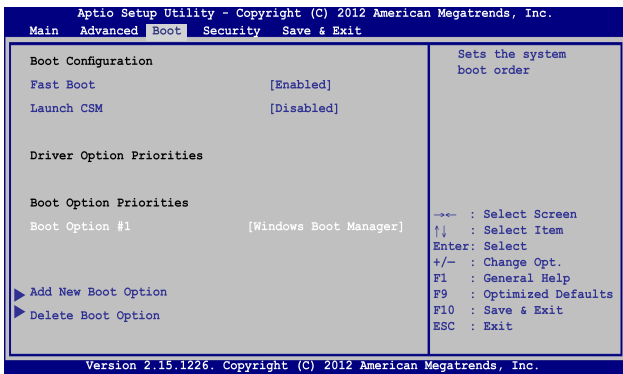 Aptio Setup Utility - Copyright (C) 2012 American Megatrends, Inc.
Main Advanced Boot Security Save & Exit
Boot Configuration
Fast Boot [Enabled]
Launch CSM [Disabled]
Driver Option Priorities
Boot Option Priorities
Boot Option #1 [Windows Boot Manager]
Add New Boot Option
Delete Boot Option
Sets the system
boot order
→← : Select Screen
↑↓ : Select Item
Enter: Select
+/— : Change Opt.
F1 : General Help
F9 : Optimized Defaults
F10 : Save & Exit
ESC : Exit
Version 2.15.1226. Copyright (C) 2012 American Megatrends, Inc.